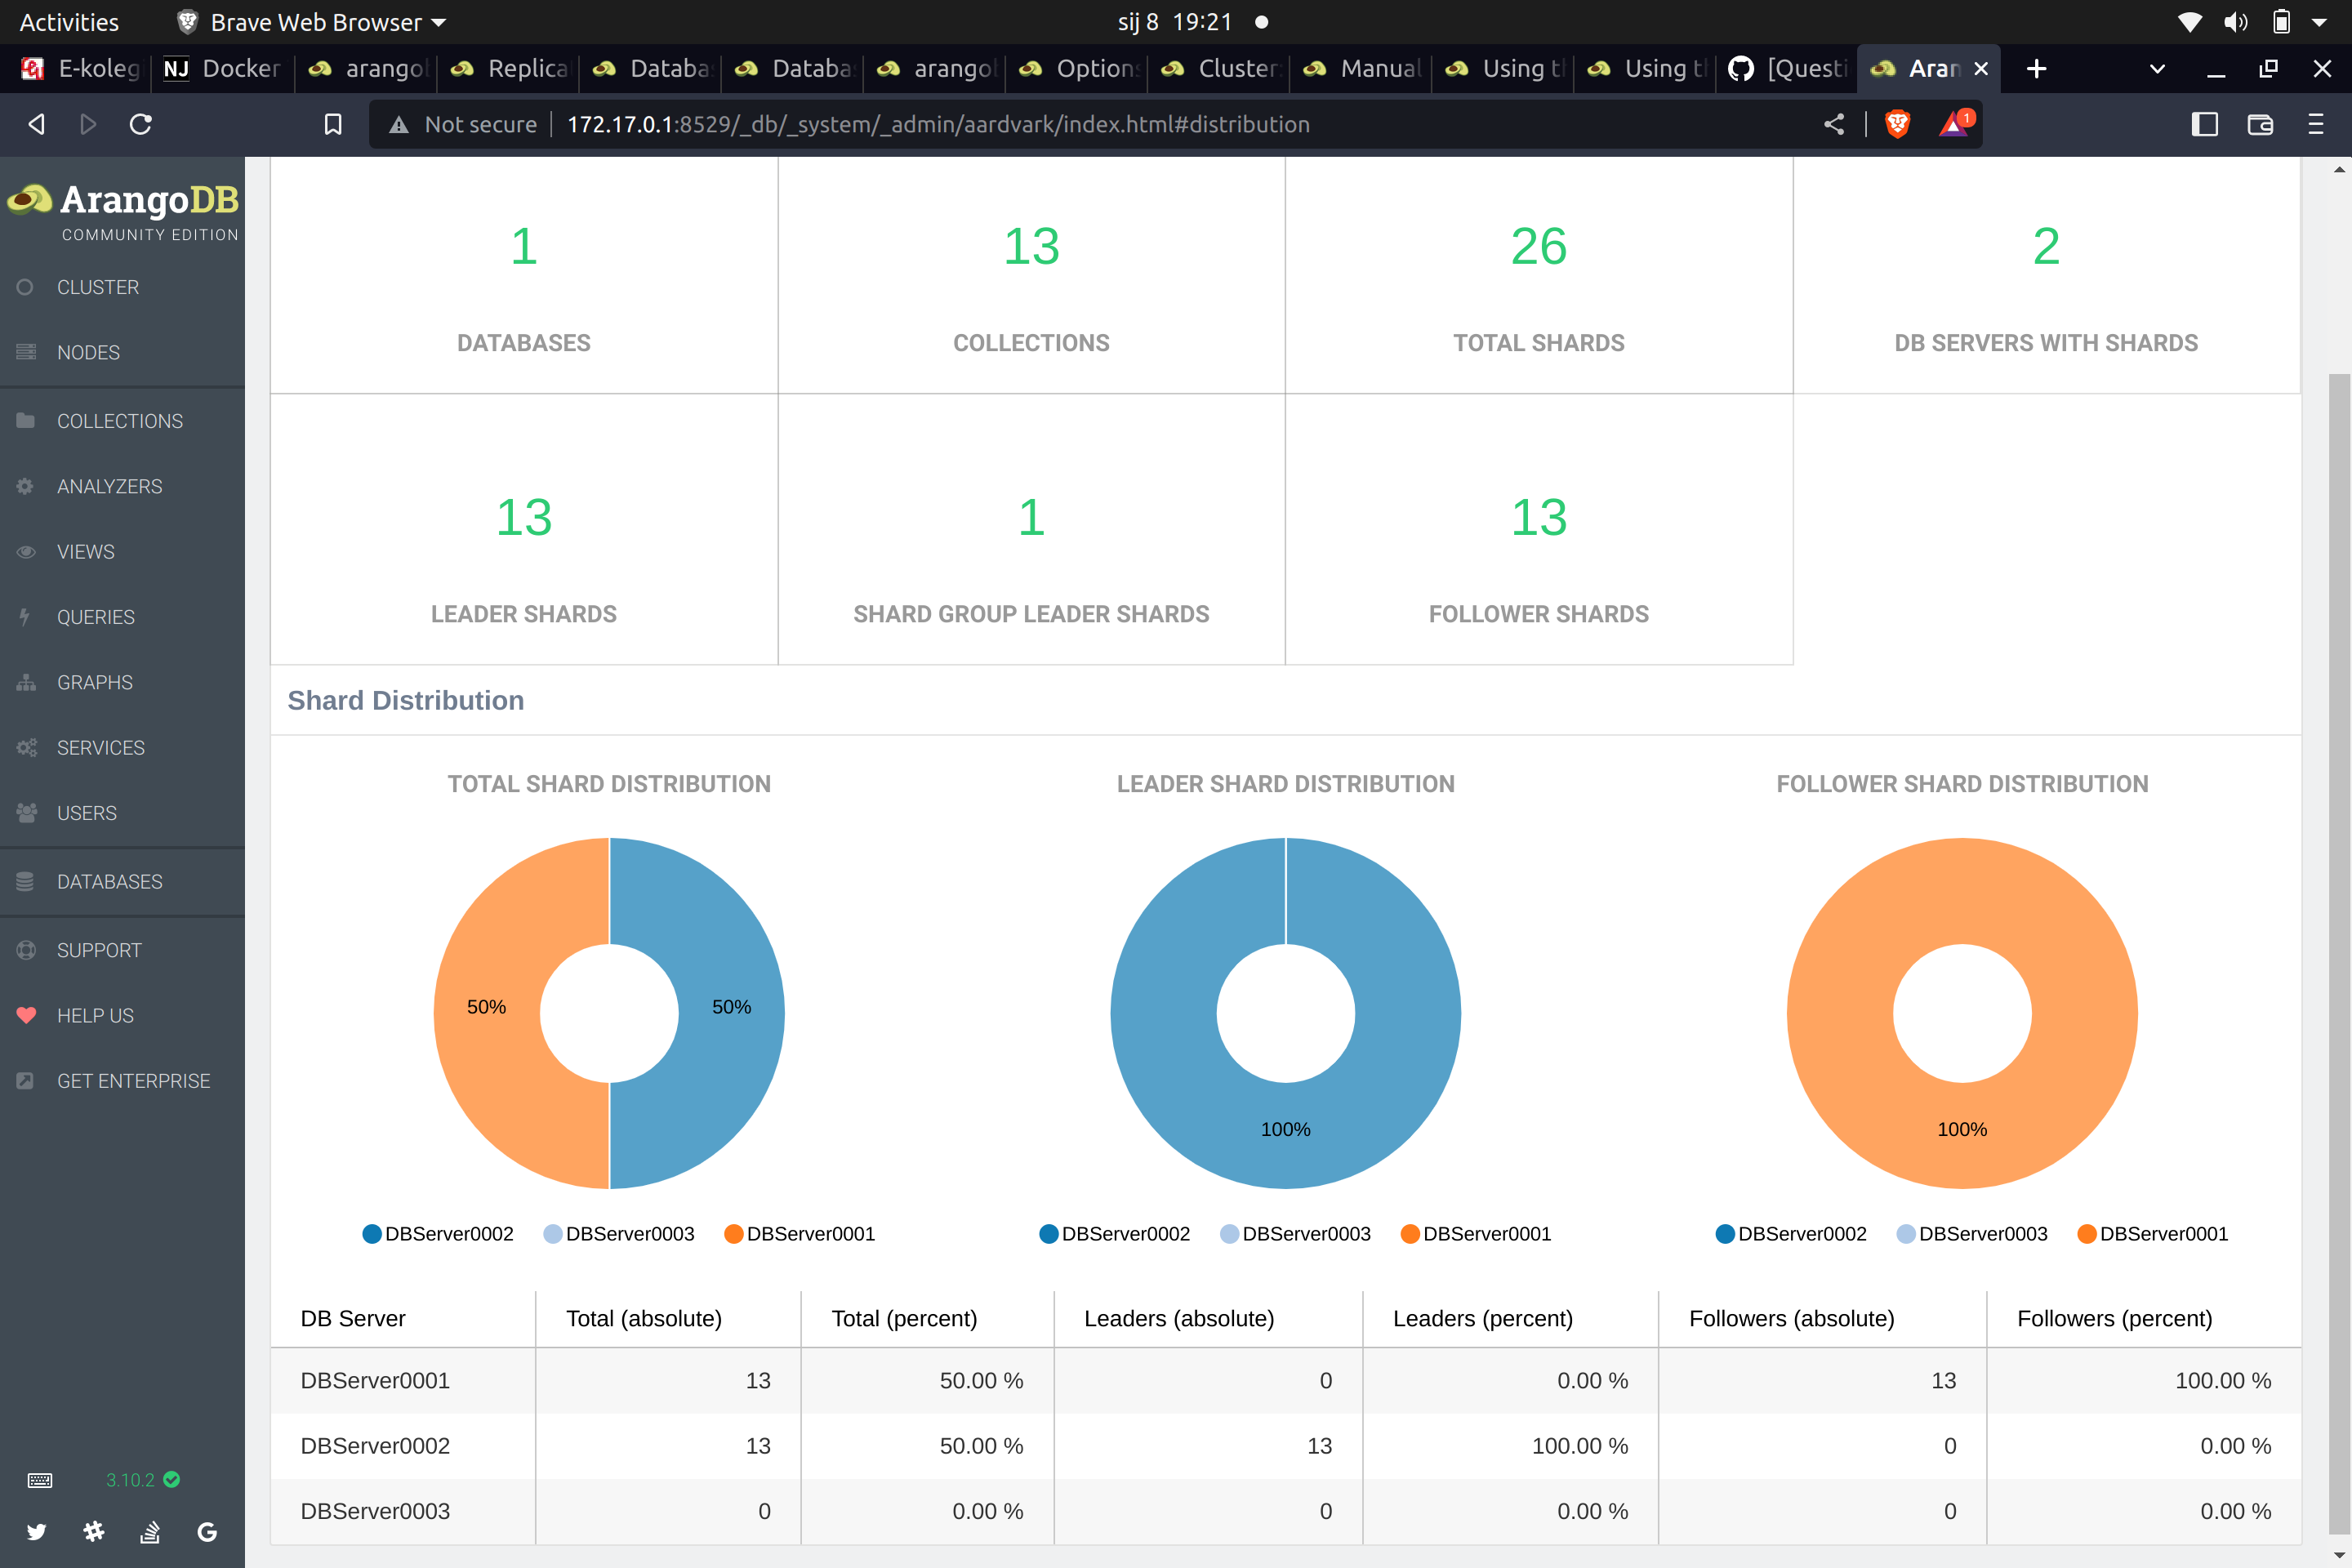 Activities Brave Web Browser sij 8 19:21
E-koleg NJ Docker arangol Replica Databa Databa arangol Option Cluster Manual Using t Using t [Questi Aran
Not secure 172.17.0.1:8529/_db/_system/_admin/aardvark/index.html#distribution 1
ArangoDB
COMMUNITY EDITION
CLUSTER
NODES
COLLECTIONS
ANALYZERS
VIEWS
QUERIES
GRAPHS
SERVICES
USERS
DATABASES
SUPPORT
HELP US
GET ENTERPRISE
3.10.2
1 13 26 2
DATABASES COLLECTIONS TOTAL SHARDS DB SERVERS WITH SHARDS
13 1 13
LEADER SHARDS SHARD GROUP LEADER SHARDS FOLLOWER SHARDS
Shard Distribution
TOTAL SHARD DISTRIBUTION LEADER SHARD DISTRIBUTION FOLLOWER SHARD DISTRIBUTION
50% 50%
100% 100%
DBServer0002 DBServer0003 DBServer0001 DBServer0002 DBServer0003 DBServer0001 DBServer0002 DBServer0003 DBServer0001
DB Server Total (absolute) Total (percent) Leaders (absolute) Leaders (percent) Followers (absolute) Followers (percent)
DBServer0001 13 50.00 % 0 0.00 % 13 100.00 %
DBServer0002 13 50.00 % 13 100.00 % 0 0.00 %
DBServer0003 0 0.00 % 0 0.00 % 0 0.00 %